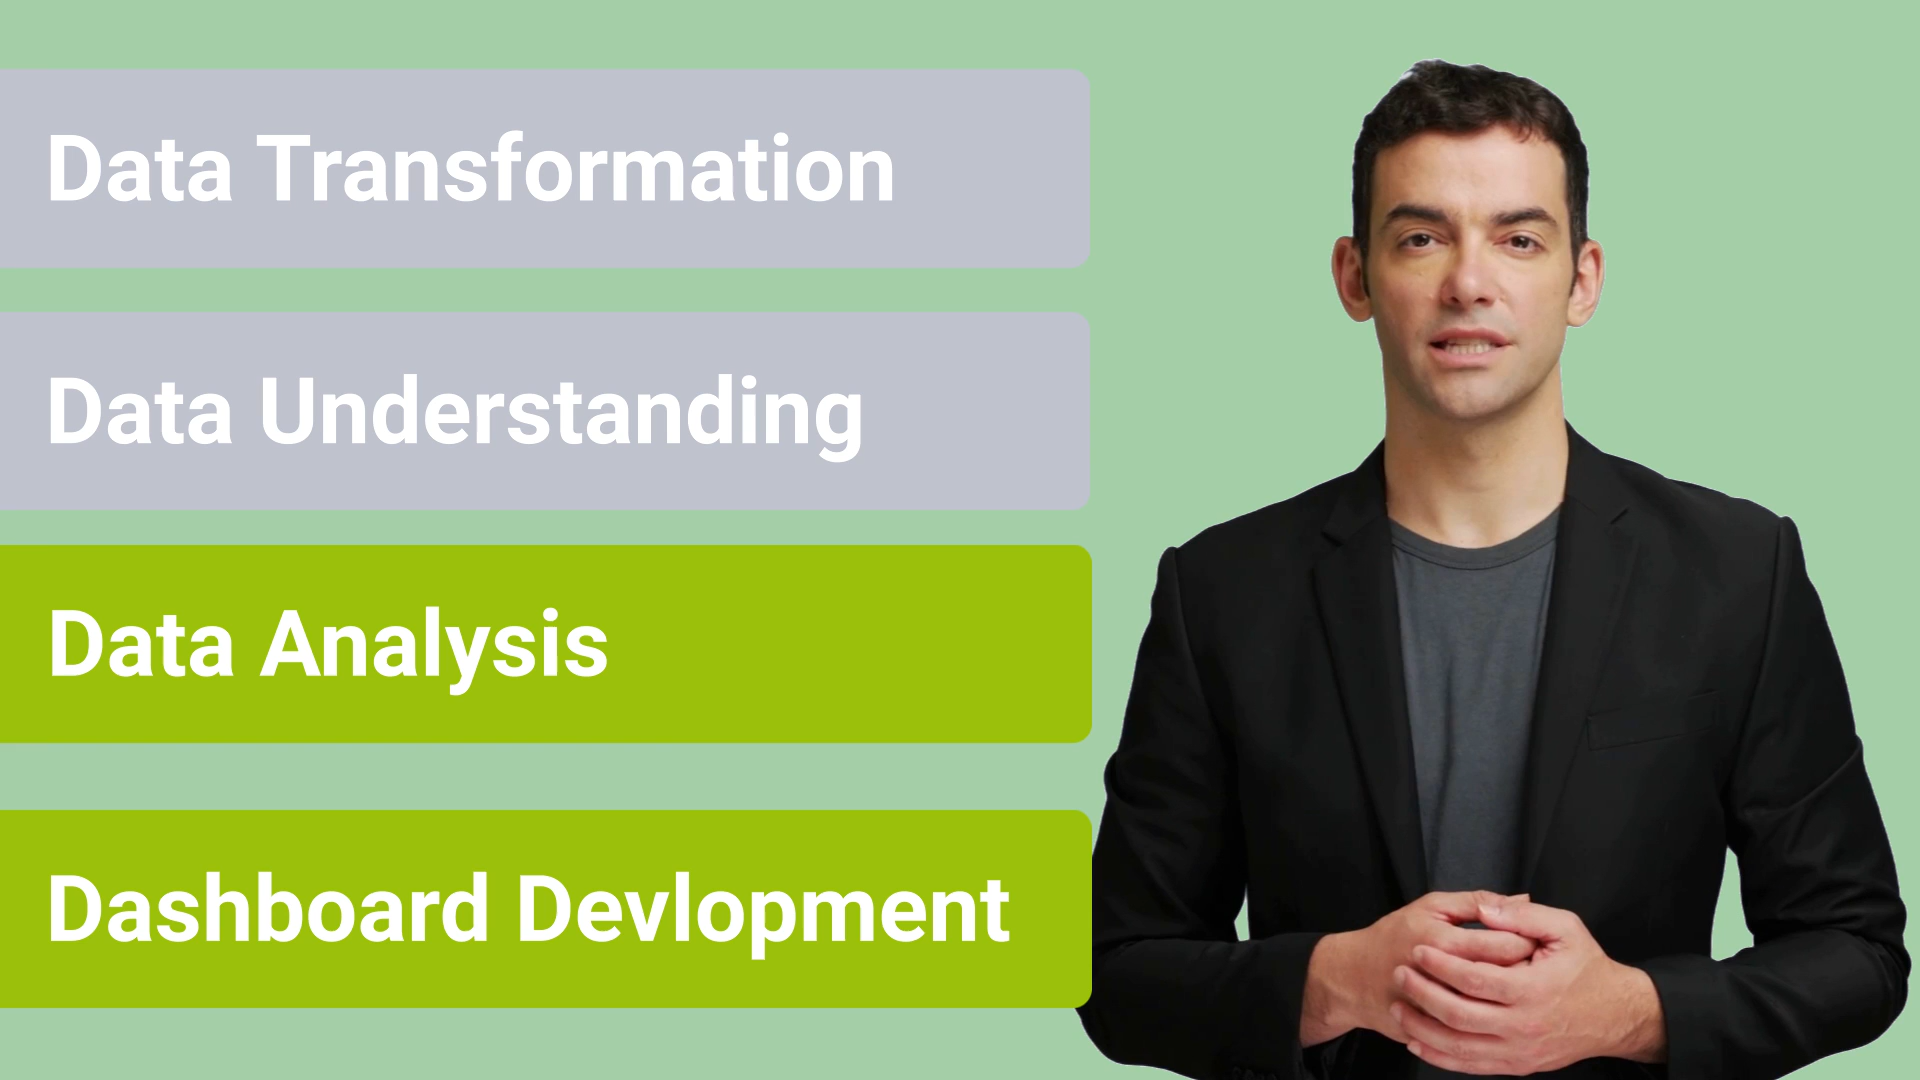 Data Transformation
Data Understanding
Data Analysis
Dashboard Devlopment